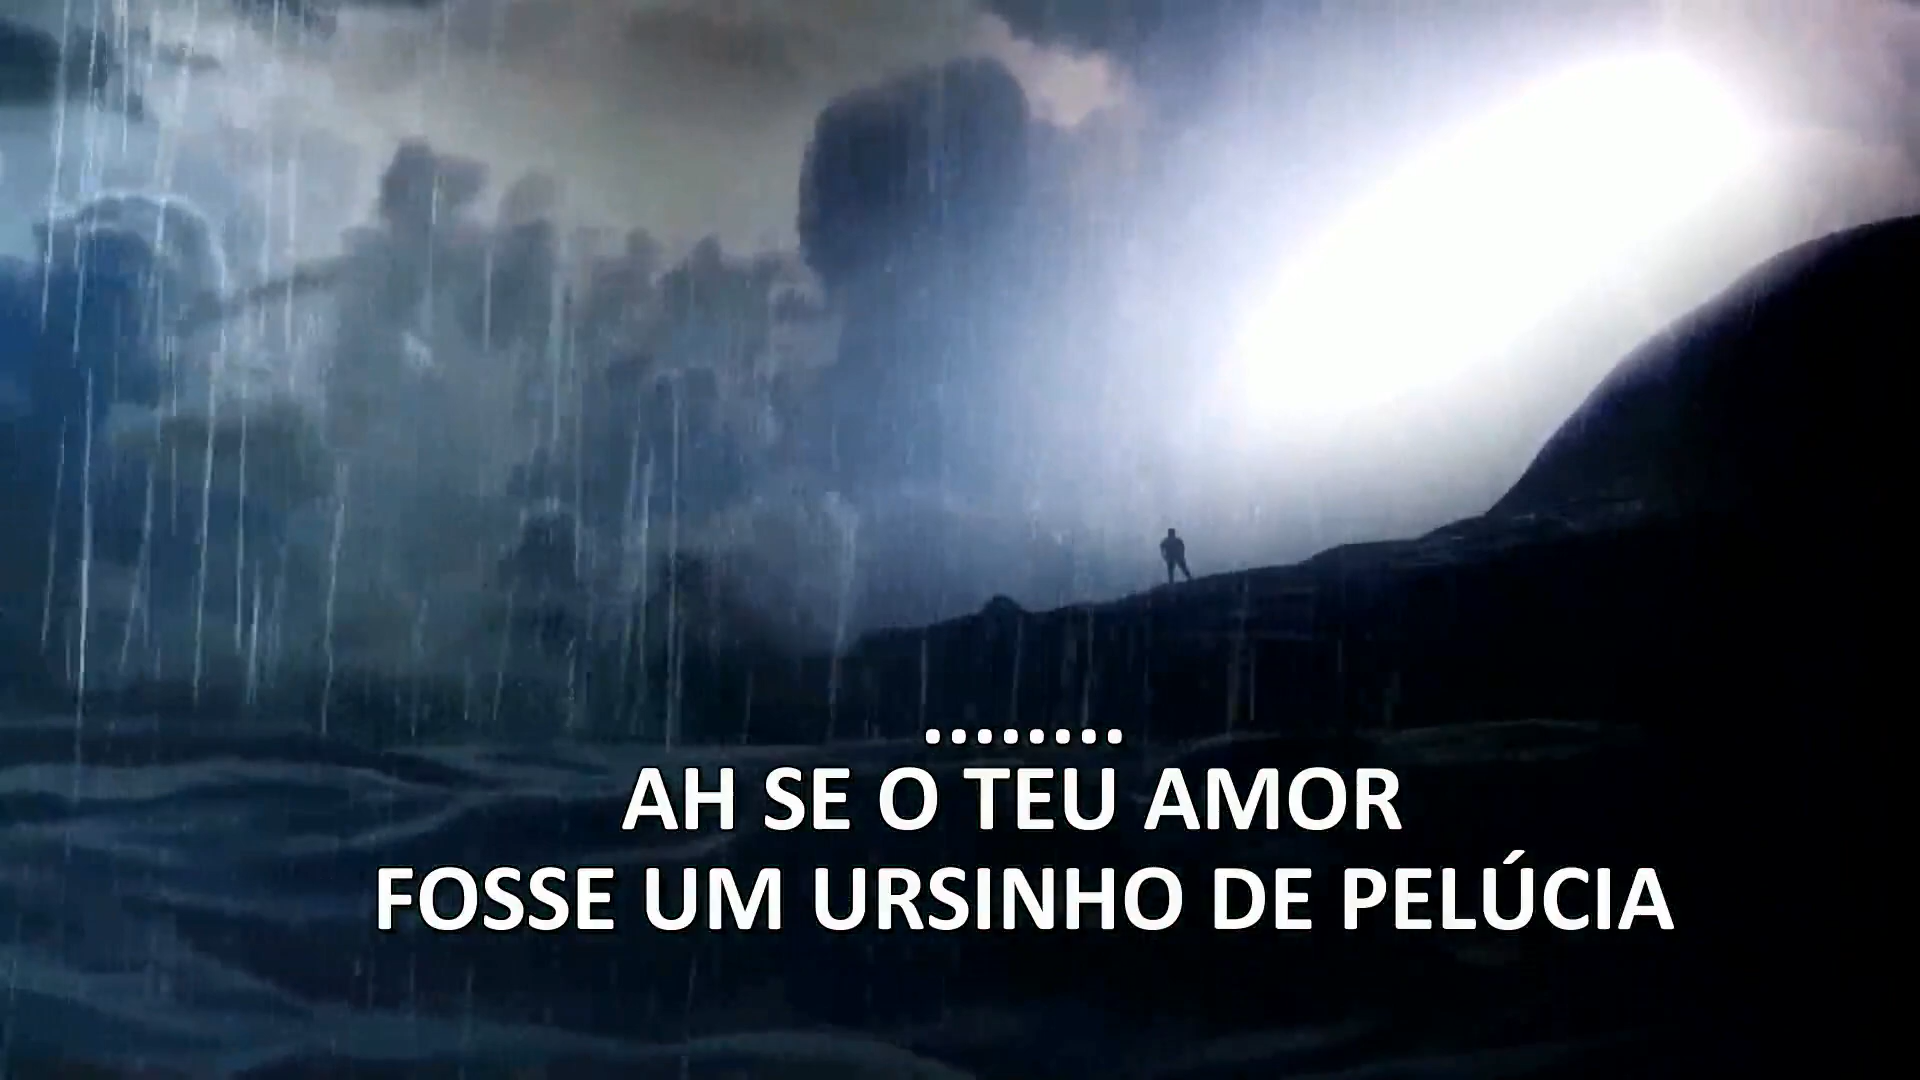 ........
AH SE O TEU AMOR
FOSSE UM URSINHO DE PELÚCIA